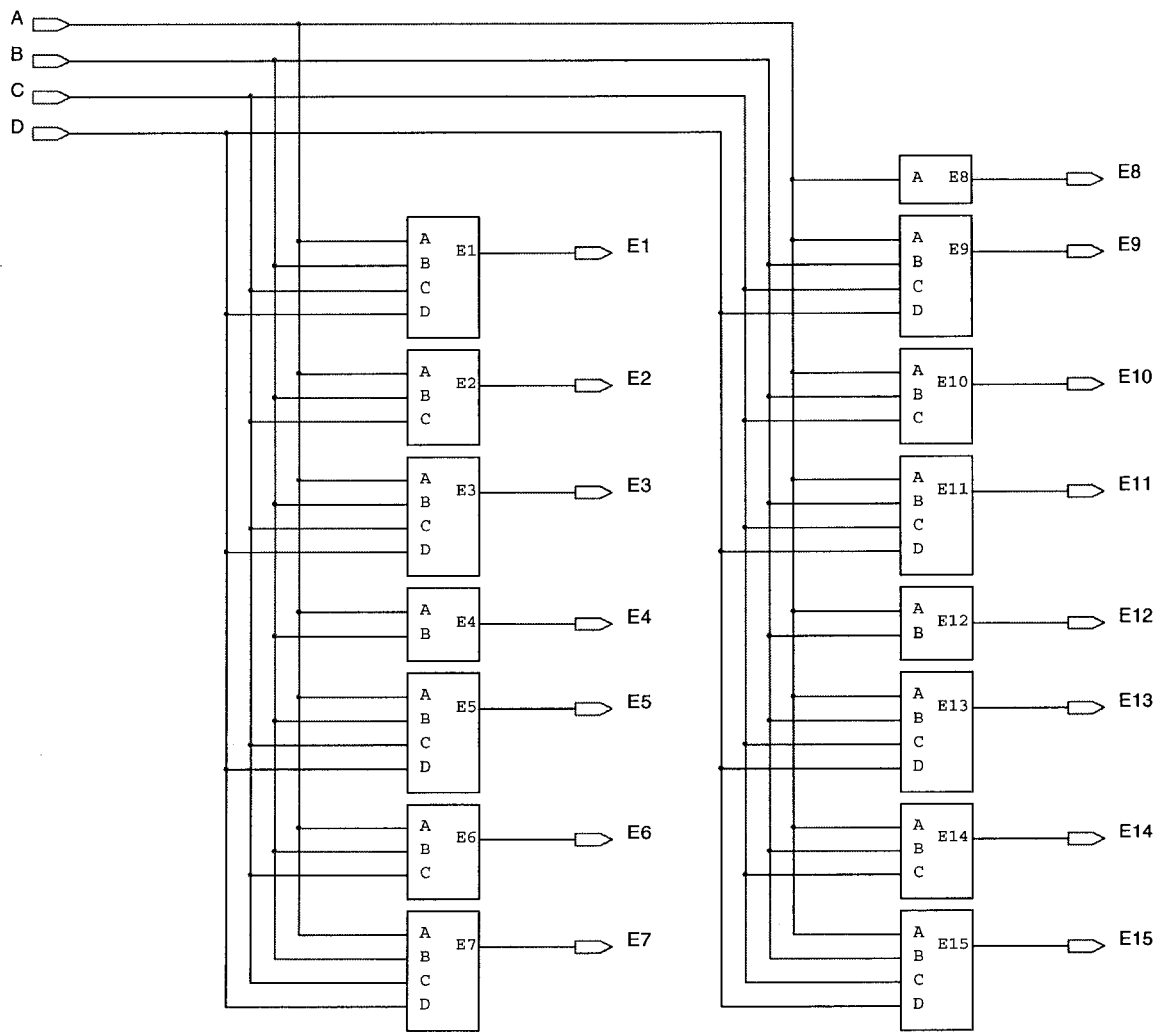 A
B
C
D
A E8 E8
A E1 E1
B
C
D
A E9 E9
B
C
D
A E2 E2
B
C
A E10 E10
B
C
A E3 E3
B
C
D
A E11 E11
B
C
D
A E4 E4
B
A E12 E12
B
A E5 E5
B
C
D
A E13 E13
B
C
D
A E6 E6
B
C
A E14 E14
B
C
A E7 E7
B
C
D
A E15 E15
B
C
D